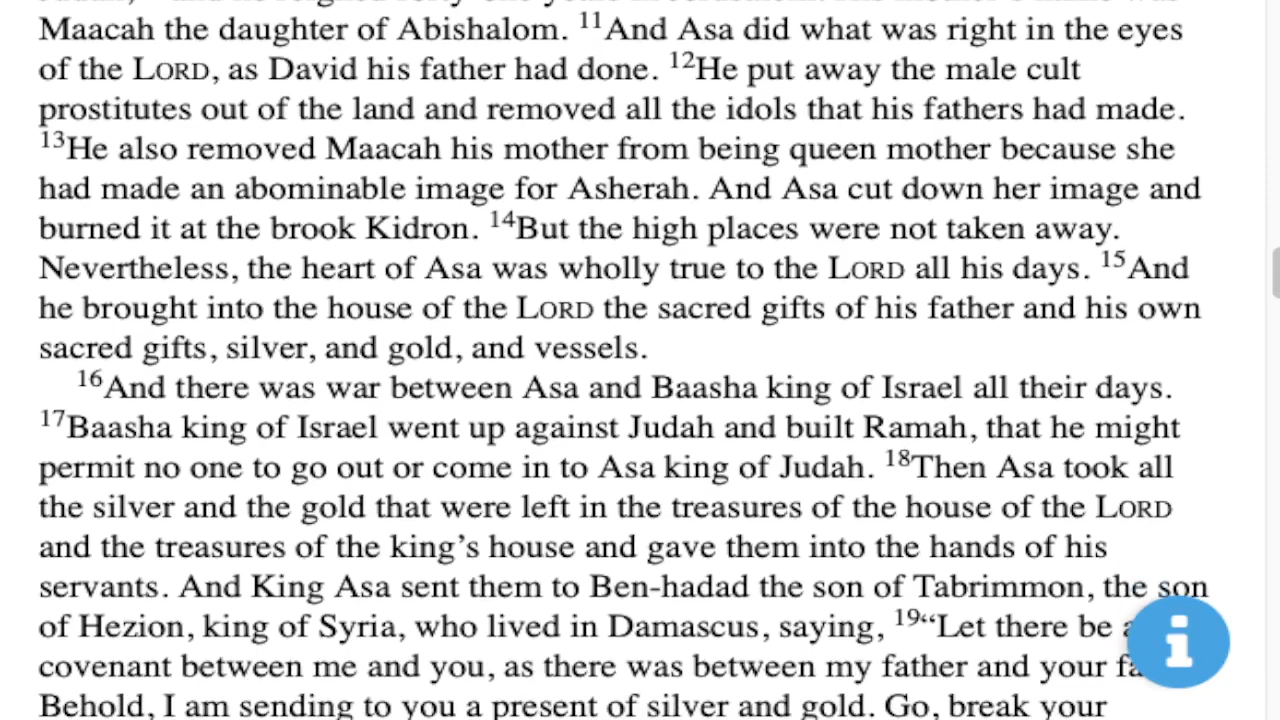 Maacah the daughter of Abishalom. 11And Asa did what was right in the eyes
of the LORD, as David his father had done. 12He put away the male cult
prostitutes out of the land and removed all the idols that his fathers had made.
13He also removed Maacah his mother from being queen mother because she
had made an abominable image for Asherah. And Asa cut down her image and
burned it at the brook Kidron. 14But the high places were not taken away.
Nevertheless, the heart of Asa was wholly true to the LORD all his days. 15And
he brought into the house of the LORD the sacred gifts of his father and his own
sacred gifts, silver, and gold, and vessels.
16And there was war between Asa and Baasha king of Israel all their days.
17Baasha king of Israel went up against Judah and built Ramah, that he might
permit no one to go out or come in to Asa king of Judah. 18Then Asa took all
the silver and the gold that were left in the treasures of the house of the LORD
and the treasures of the king’s house and gave them into the hands of his
servants. And King Asa sent them to Ben-hadad the son of Tabrimmon, the son
of Hezion, king of Syria, who lived in Damascus, saying, 19“Let there be
covenant between me and you, as there was between my father and your
Behold, I am sending to you a present of silver and gold. Go, break your